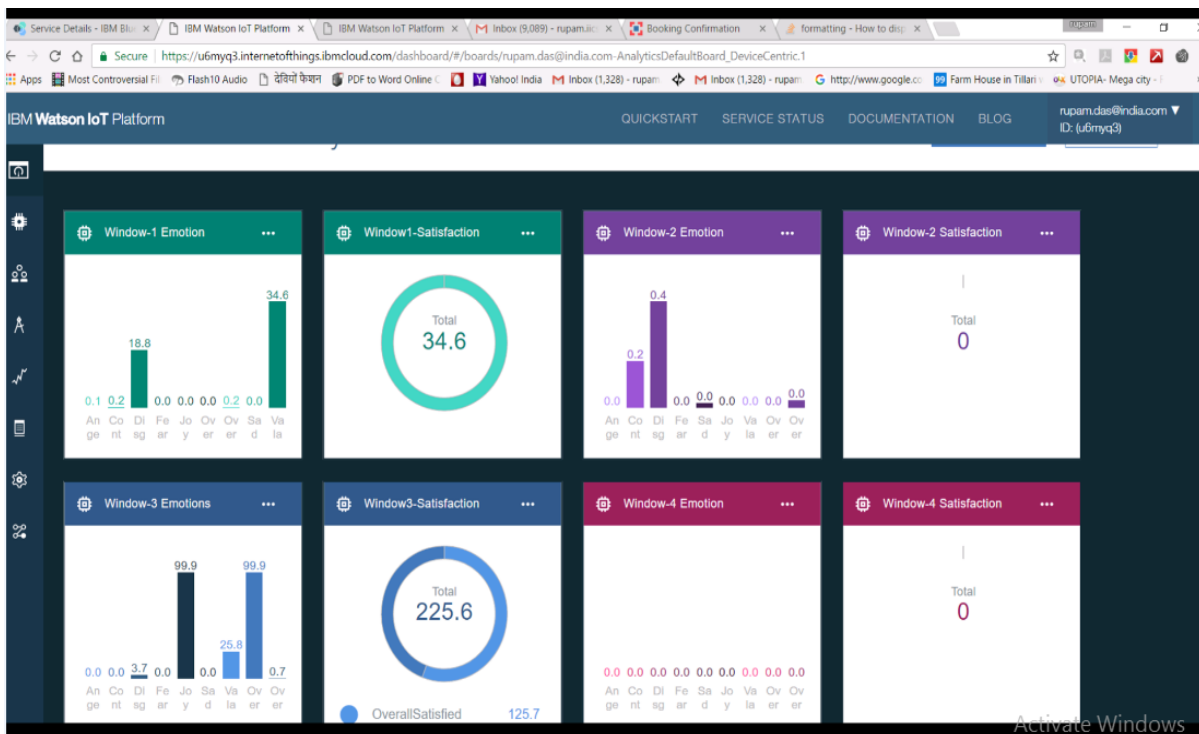 Service Details - IBM Blu × IBM Watson IoT Platform × IBM Watson IoT Platform × Inbox (9,089) - rupam.iic × Booking Confirmation × formatting - How to disp × rupam
Secure https://u6myq3.internetofthings.ibmcloud.com/dashboard/#/boards/rupam.das@india.com-AnalyticsDefaultBoard_DeviceCentric.1
Apps Most Controversial Fil Flash10 Audio देवियों फैशन PDF to Word Online C Yahoo! India Inbox (1,328) - rupam Inbox (1,328) - rupam http://www.google.co 99 Farm House in Tillari UTOPIA- Mega city -
IBM Watson IoT Platform QUICKSTART SERVICE STATUS DOCUMENTATION BLOG rupam.das@india.com ▼
ID: (u6myq3)
Window-1 Emotion ••• Window1-Satisfaction ••• Window-2 Emotion ••• Window-2 Satisfaction •••
34.6
18.8
0.1 0.2 0.0 0.0 0.0 0.2 0.0
An Co Di Fe Jo Ov Ov Sa Va
ge nt sg ar y er er d la
Total
34.6
0.4
0.2
0.0 0.0 0.0 0.0 0.0 0.0 0.0
An Co Di Fe Sa Jo Va Ov Ov
ge nt sg ar d y la er er
Total
0
Window-3 Emotions ••• Window3-Satisfaction ••• Window-4 Emotion ••• Window-4 Satisfaction •••
99.9 99.9
25.8
0.0 0.0 3.7 0.0 0.0 0.7
An Co Di Fe Jo Sa Va Ov Ov
ge nt sg ar y d la er er
Total
225.6
OverallSatisfied 125.7
0.0 0.0 0.0 0.0 0.0 0.0 0.0 0.0 0.0
An Co Di Fe Sa Jo Va Ov Ov
ge nt sg ar d y la er er
Total
0
Activate Windows